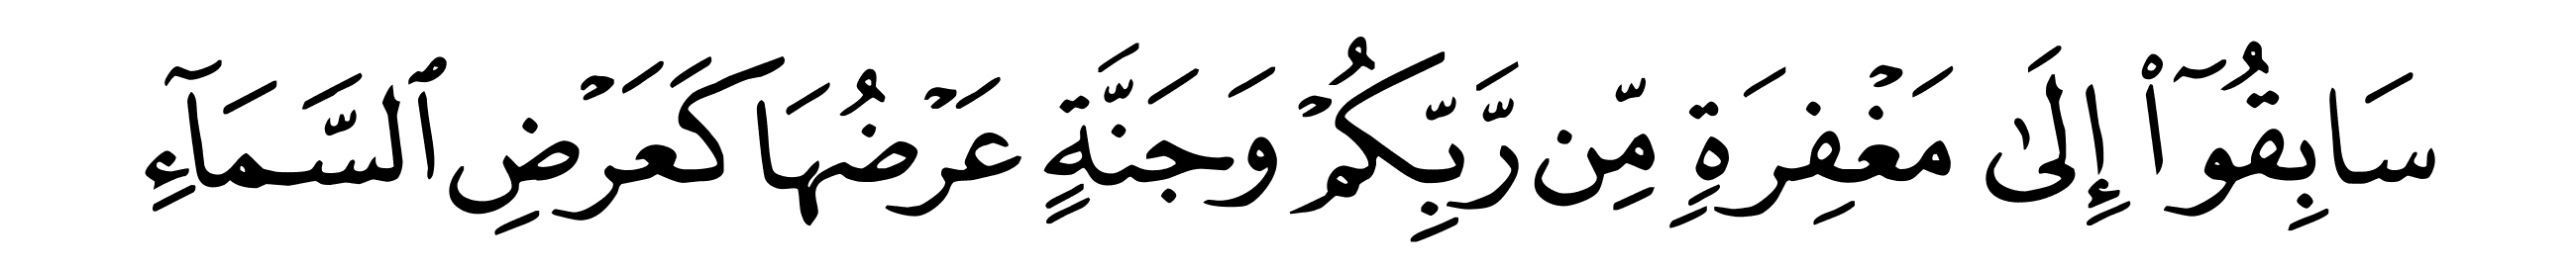 سَابِقُوٓا۟ إِلَىٰ مَغْفِرَةٍ مِّن رَّبِّكُمْ وَجَنَّةٍ عَرْضُهَا كَعَرْضِ ٱلسَّمَآءِ